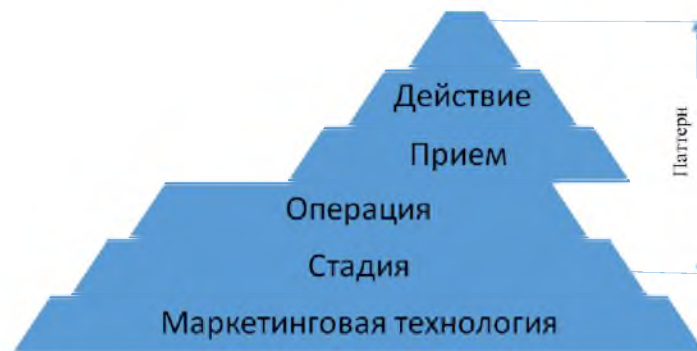 Действие
Прием
Операция
Стадия
Маркетинговая технология
Паттерн